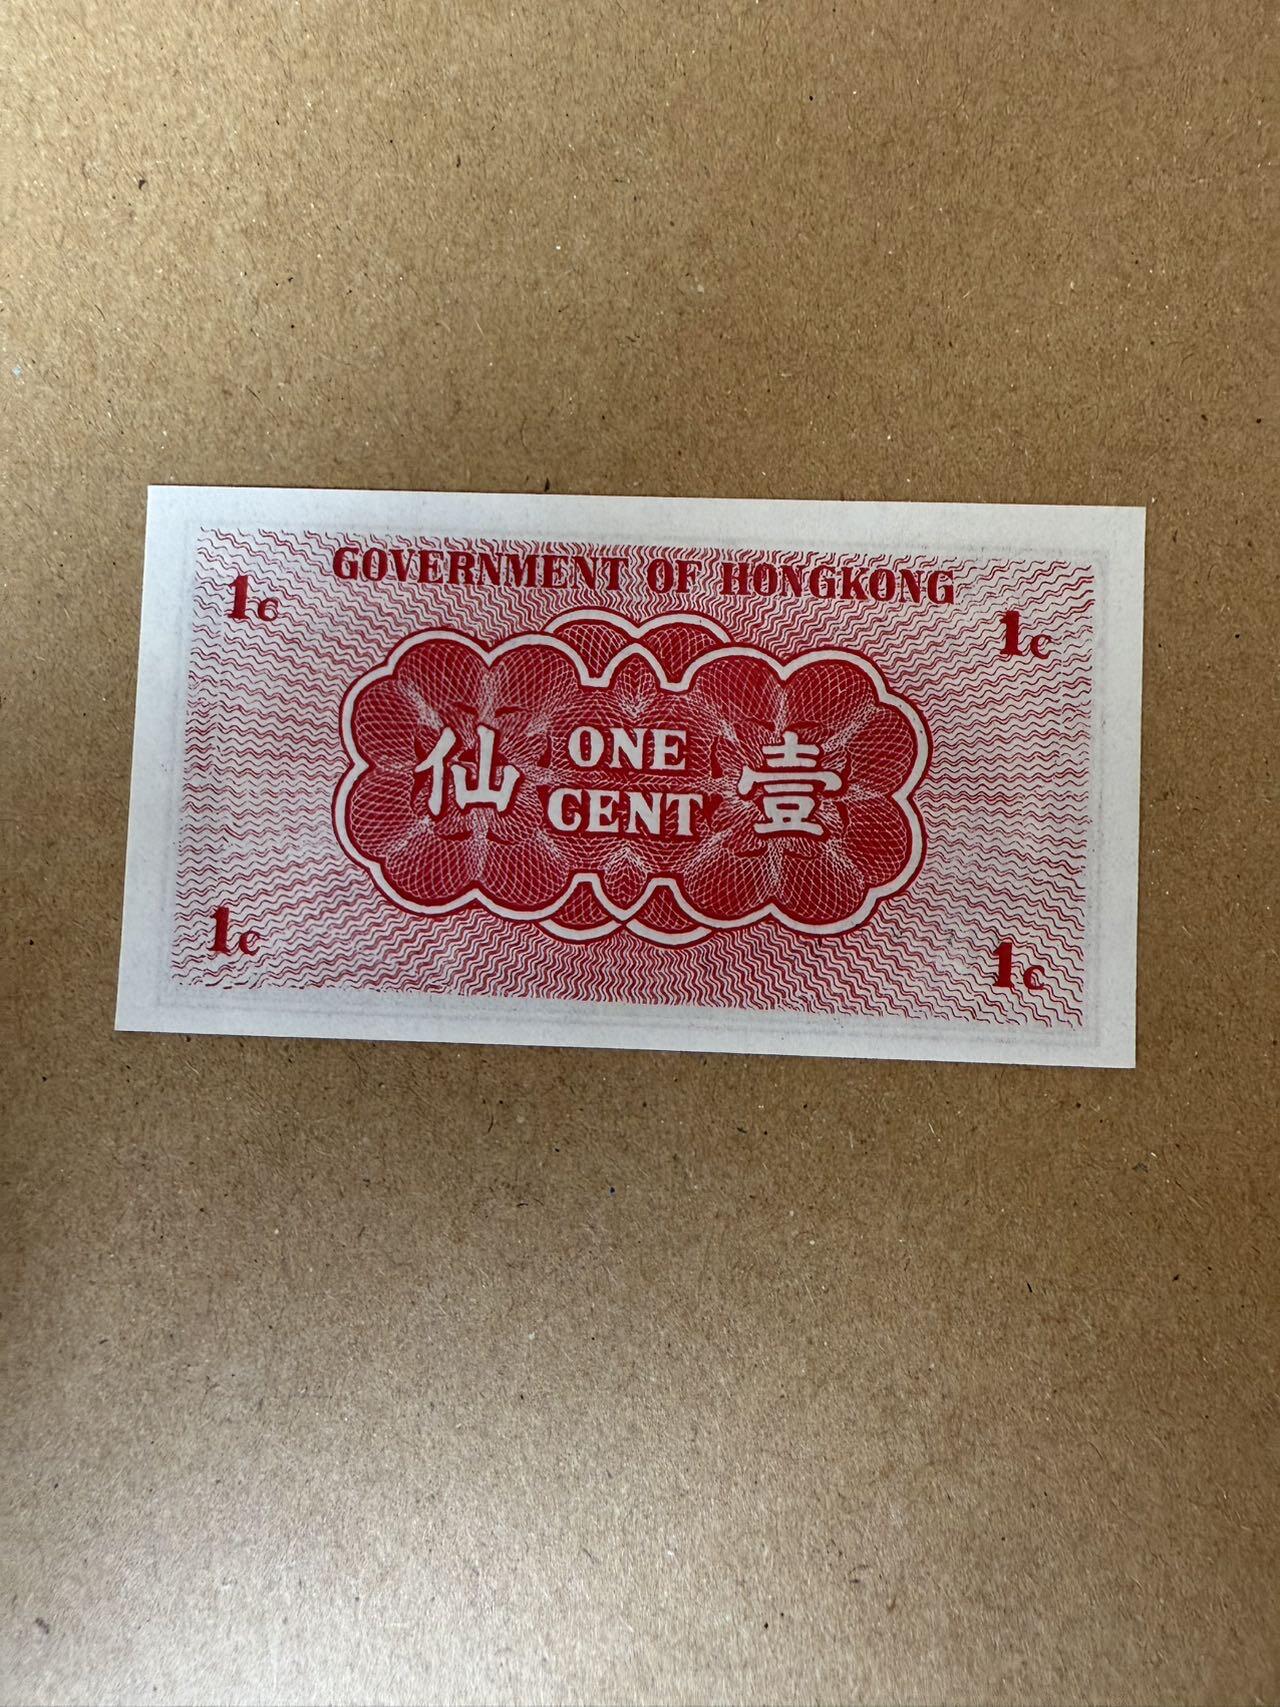 GOVERNMENT OF HONGKONG
1c
1c
仙 ONE 壹
CENT
1c
1c